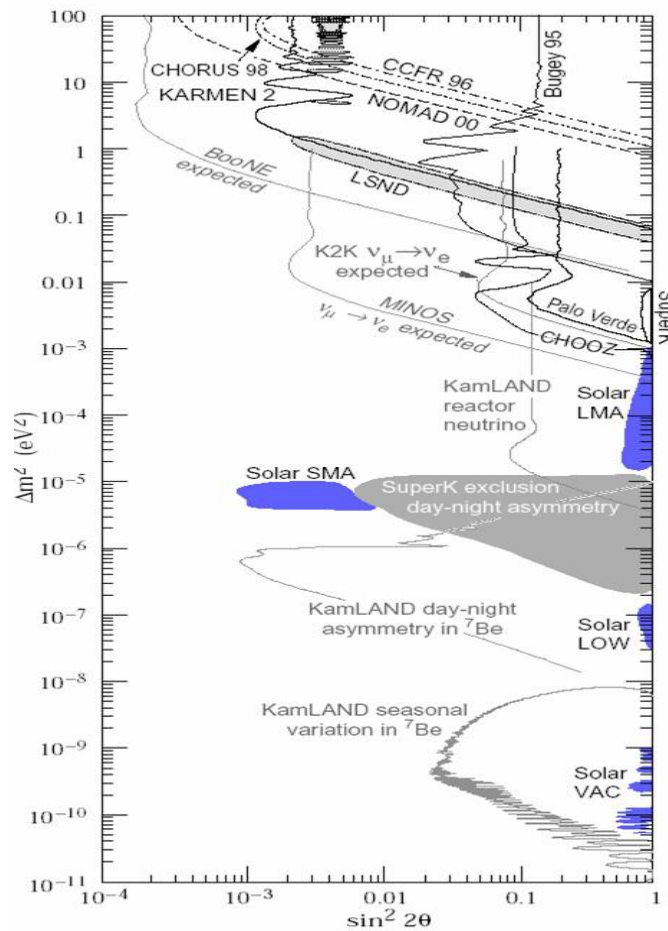 100
10
1
0.1
0.01
10−3
10−4
10−5
10−6
10−7
10−8
10−9
10−10
10−11
Δm² (eV²)
CHORUS 98
KARMEN 2
CCFR 96
NOMAD 00
Bugey 95
BooNE
expected
LSND
K2K νμ→νe
expected
MINOS
νμ → νe expected
Palo Verde
CHOOZ
SuperK
KamLAND
reactor
neutrino
Solar
LMA
Solar SMA
SuperK exclusion
day-night asymmetry
KamLAND day-night
asymmetry in ⁷Be
Solar
LOW
KamLAND seasonal
variation in ⁷Be
Solar
VAC
10−4 10−3 0.01 0.1 1
sin² 2θ